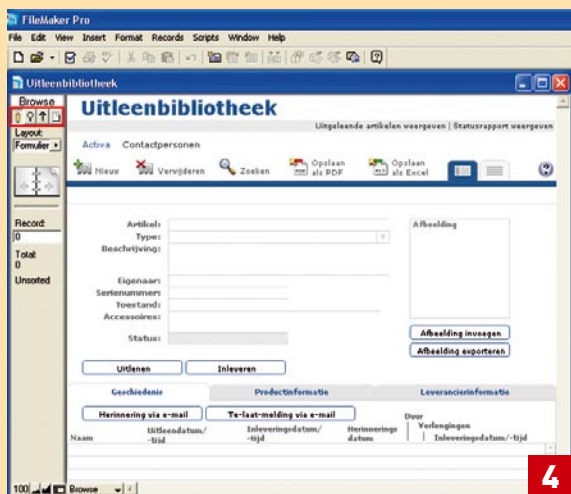 FileMaker Pro
File Edit View Insert Format Records Scripts Window Help
Uitleenbibliotheek
Browse
Layout:
Formulier
Record:
0
Total:
0
Unsorted
Uitleenbibliotheek
Uitgeleende artikelen weergeven | Statusrapport weergeven
Activa Contactpersonen
Nieuw Verwijderen Zoeken Opslaan als PDF Opslaan als Excel
Artikel:
Type:
Beschrijving:
Eigenaar:
Serienummer:
Toestand:
Accessoires:
Status:
Afbeelding
Afbeelding invoegen
Afbeelding exporteren
Uitlenen Inleveren
Geschiedenis Productinformatie Leverancierinformatie
Herinnering via e-mail Te-laat-melding via e-mail
Naam Uitleendatum/ -tijd Inleveringsdatum/ -tijd Herinnerings datum Duur Verlengingen Inleveringsdatum/-tijd
100 Browse
4